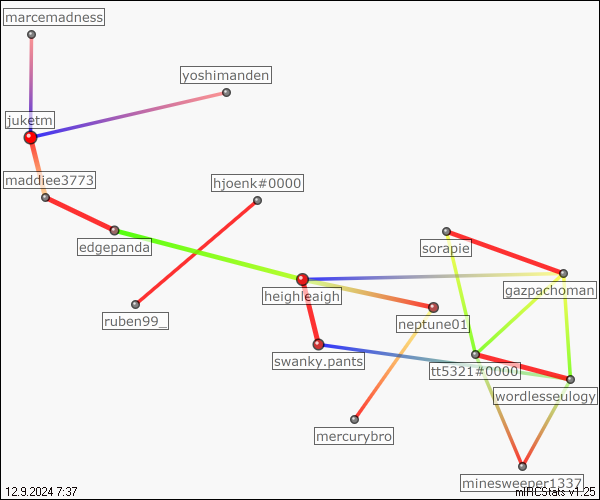 marcemadness
yoshimanden
juketm
maddiee3773
hjoenk#0000
edgepanda
sorapie
heighleaigh
gazpachoman
ruben99_
neptune01
swanky.pants
tt5321#0000
wordlesseulogy
mercurybro
minesweeper1337
12.9.2024 7:37
mIRCStats v1.25